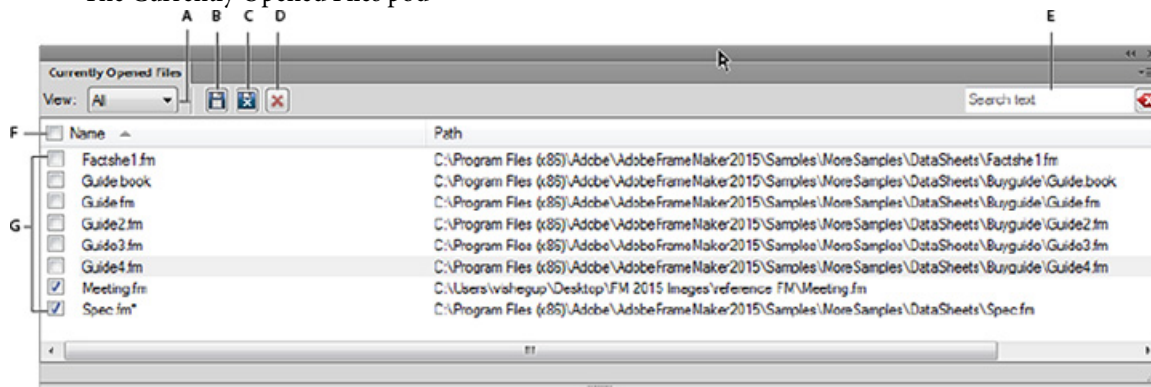 The Currently Opened Files pod
A B C D E
Currently Opened Files
View: All Search text
F Name Path
Factshe1.fm C:\Program Files (x86)\Adobe\AdobeFrameMaker2015\Samples\MoreSamples\DataSheets\Factshe1.fm
Guide.book C:\Program Files (x86)\Adobe\AdobeFrameMaker2015\Samples\MoreSamples\DataSheets\Buyguide\Guide.book
Guide.fm C:\Program Files (x86)\Adobe\AdobeFrameMaker2015\Samples\MoreSamples\DataSheets\Buyguide\Guide.fm
G Guide2.fm C:\Program Files (x86)\Adobe\AdobeFrameMaker2015\Samples\MoreSamples\DataSheets\Buyguide\Guide2.fm
Guide3.fm C:\Program Files (x86)\Adobe\AdobeFrameMaker2015\Samples\MoreSamples\DataSheets\Buyguide\Guide3.fm
Guide4.fm C:\Program Files (x86)\Adobe\AdobeFrameMaker2015\Samples\MoreSamples\DataSheets\Buyguide\Guide4.fm
Meeting.fm C:\Users\vishegup\Desktop\FM 2015 Images\reference FM\Meeting.fm
Spec.fm* C:\Program Files (x86)\Adobe\AdobeFrameMaker2015\Samples\MoreSamples\DataSheets\Spec.fm